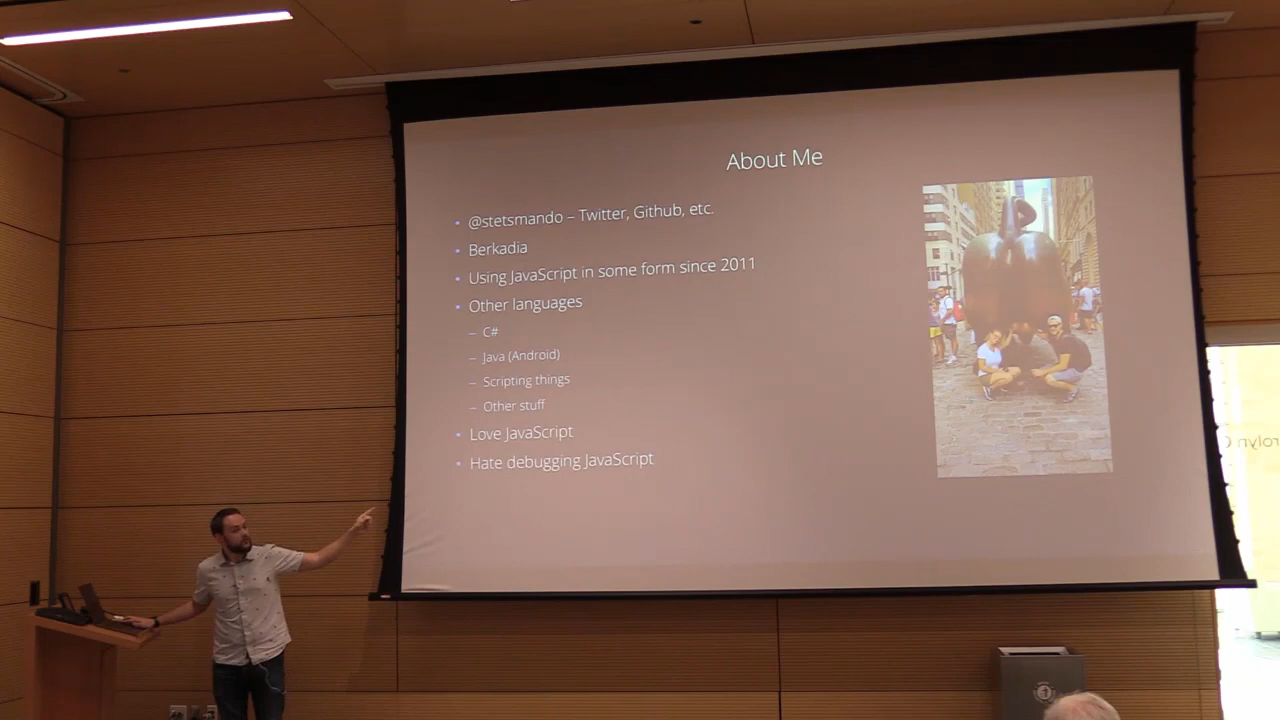 About Me
• @stetsmando – Twitter, Github, etc.
• Berkadia
• Using JavaScript in some form since 2011
• Other languages
– C#
– Java (Android)
– Scripting things
– Other stuff
• Love JavaScript
• Hate debugging JavaScript